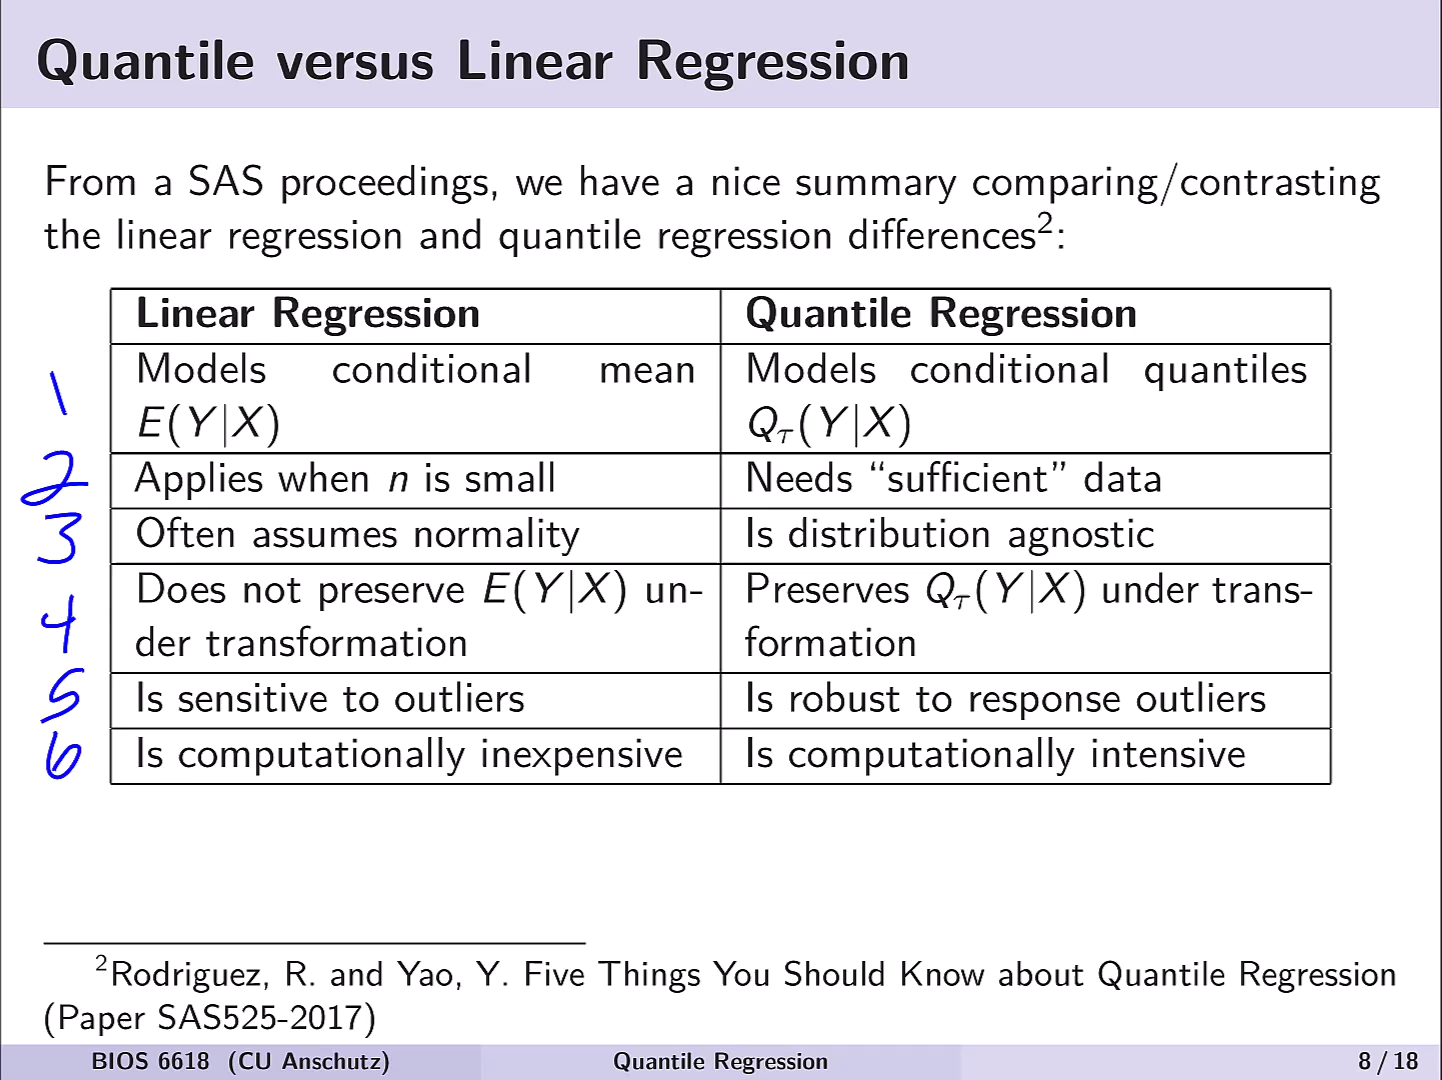 Quantile versus Linear Regression
From a SAS proceedings, we have a nice summary comparing/contrasting
the linear regression and quantile regression differences²:
Linear Regression Quantile Regression
1 Models conditional mean Models conditional quantiles
E(Y|X) Qτ(Y|X)
2 Applies when n is small Needs “sufficient” data
3 Often assumes normality Is distribution agnostic
4 Does not preserve E(Y|X) un- Preserves Qτ(Y|X) under trans-
der transformation formation
5 Is sensitive to outliers Is robust to response outliers
6 Is computationally inexpensive Is computationally intensive
²Rodriguez, R. and Yao, Y. Five Things You Should Know about Quantile Regression
(Paper SAS525-2017)
BIOS 6618 (CU Anschutz) Quantile Regression 8 / 18